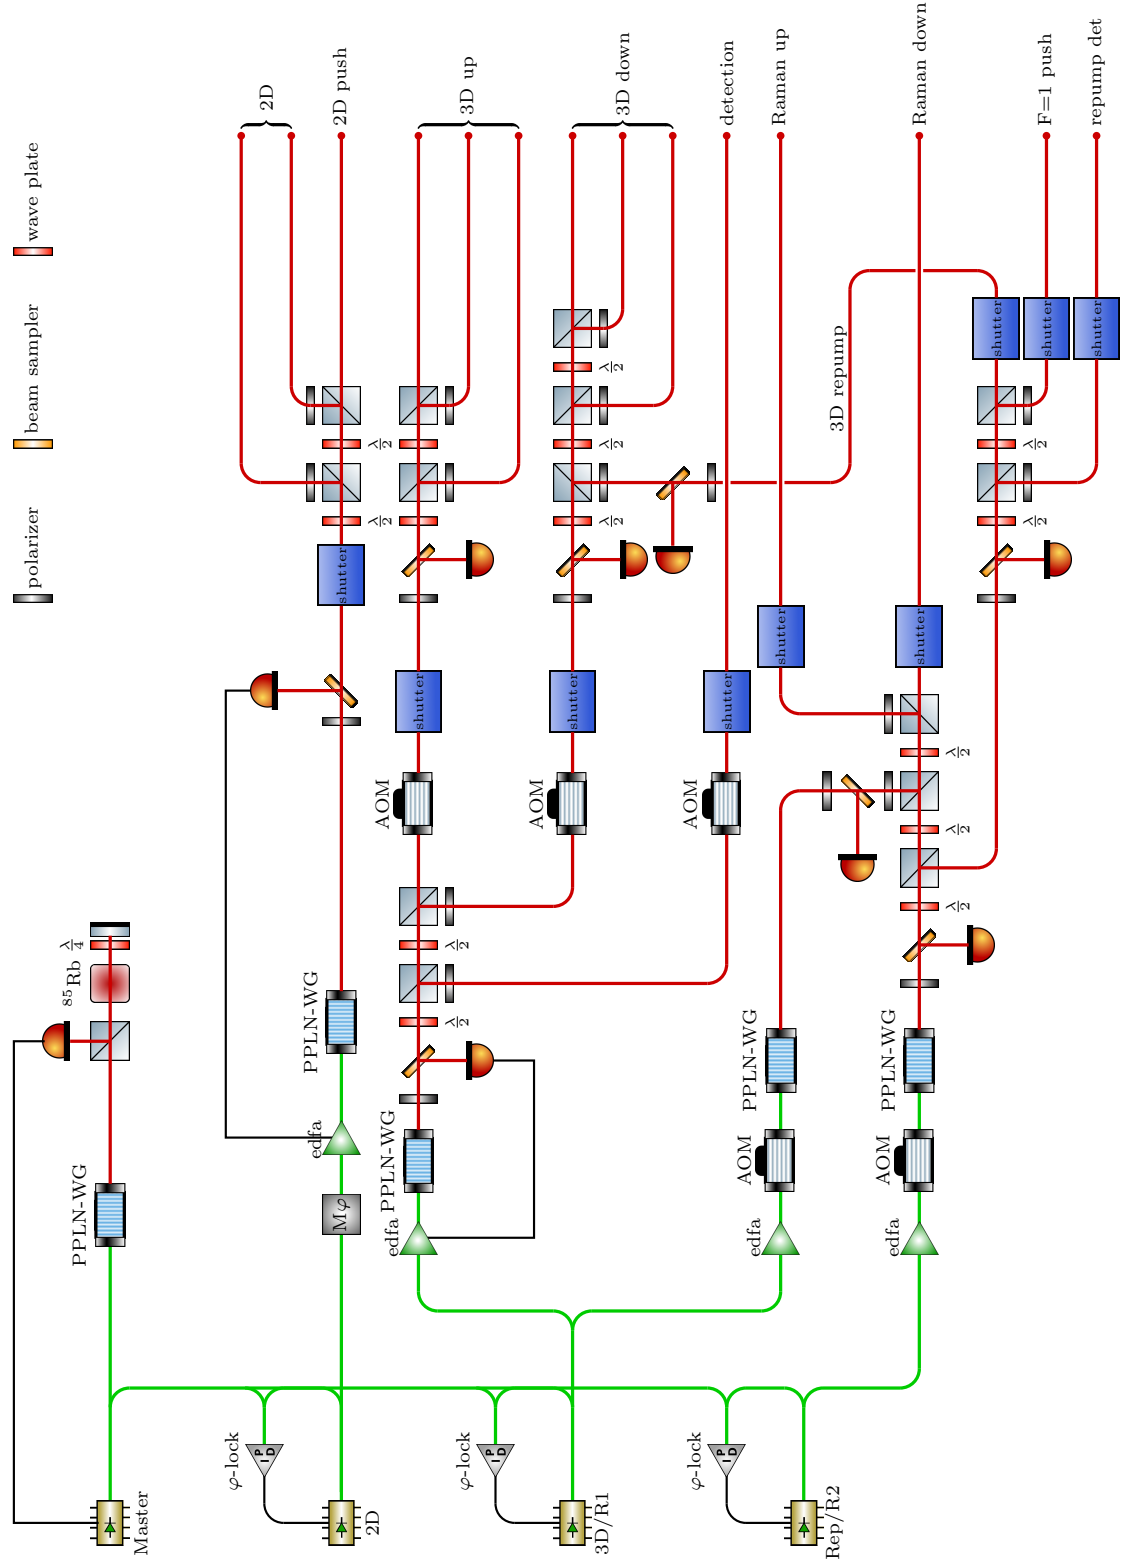 polarizer
beam sampler
wave plate
PPLN-WG
⁸⁵Rb
λ/4
Master
φ-lock
PID
2D
edfa
PPLN-WG
Mφ
shutter
2D push
2D
λ/2
λ/2
edfa
PPLN-WG
AOM
shutter
λ/2
λ/2
3D up
φ-lock
PID
AOM
shutter
3D/R1
λ/2
λ/2
λ/2
3D down
AOM
shutter
detection
φ-lock
PID
edfa
AOM
PPLN-WG
shutter
Raman up
Rep/R2
3D repump
edfa
AOM
PPLN-WG
shutter
Raman down
λ/2
λ/2
λ/2
shutter
λ/2
λ/2
shutter
F=1 push
shutter
repump det